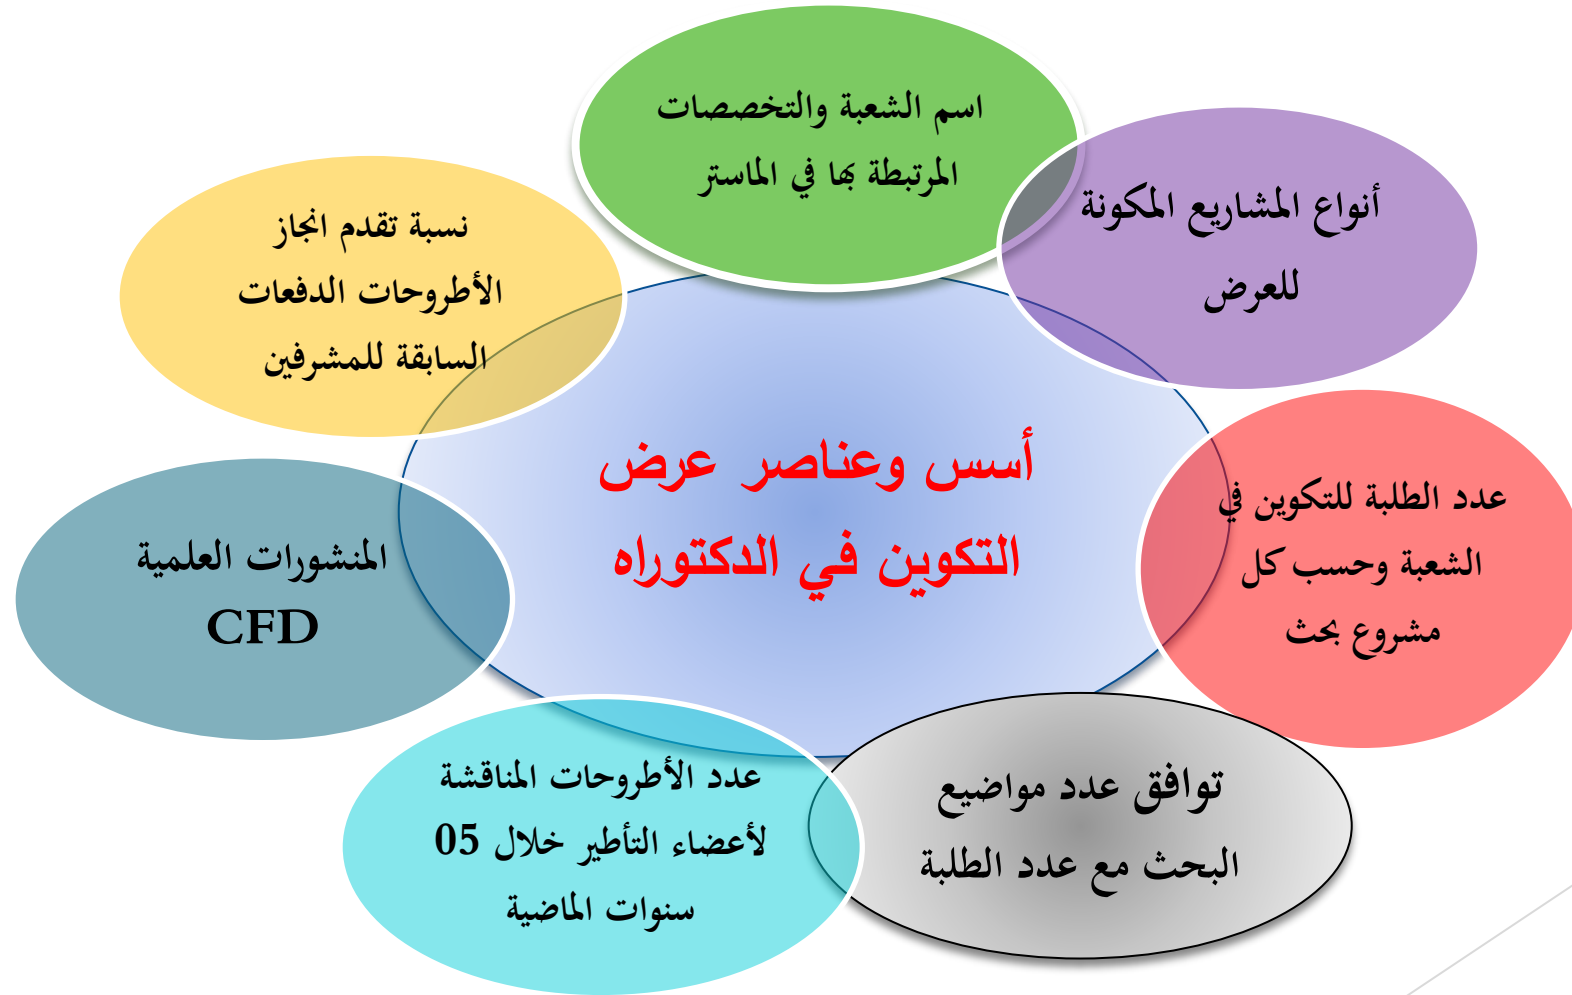 اسم الشعبة والتخصصات
المرتبطة بها في الماستر
أنواع المشاريع المكونة
للعرض
عدد الطلبة للتكوين في
الشعبة وحسب كل
مشروع بحث
توافق عدد مواضيع
البحث مع عدد الطلبة
عدد الأطروحات المناقشة
لأعضاء التأطير خلال 05
سنوات الماضية
المنشورات العلمية
CFD
نسبة تقدم انجاز
الأطروحات الدفعات
السابقة للمشرفين
أسس وعناصر عرض
التكوين في الدكتوراه